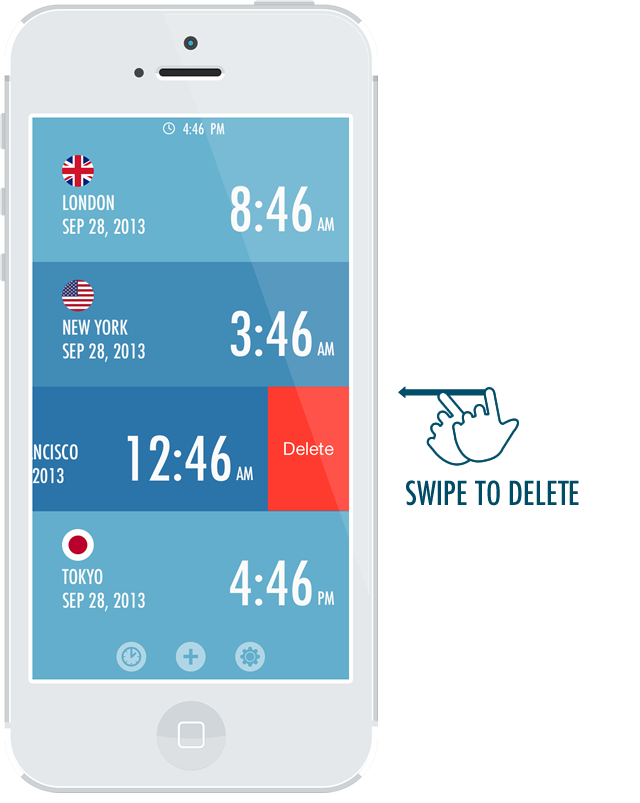 4:46 PM
LONDON
SEP 28, 2013
8:46 AM
NEW YORK
SEP 28, 2013
3:46 AM
NCISCO
2013
12:46 AM
Delete
SWIPE TO DELETE
TOKYO
SEP 28, 2013
4:46 PM